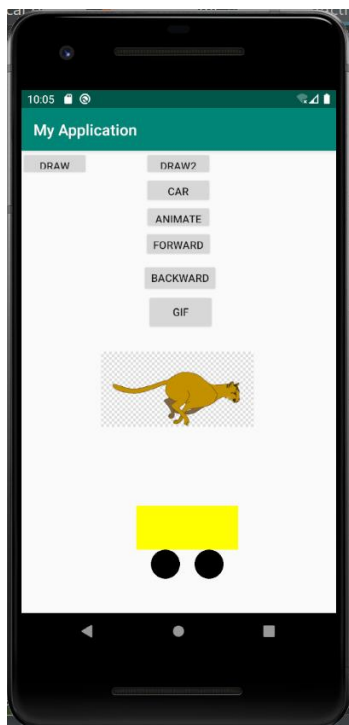 10:05
My Application
DRAW DRAW2
CAR
ANIMATE
FORWARD
BACKWARD
GIF